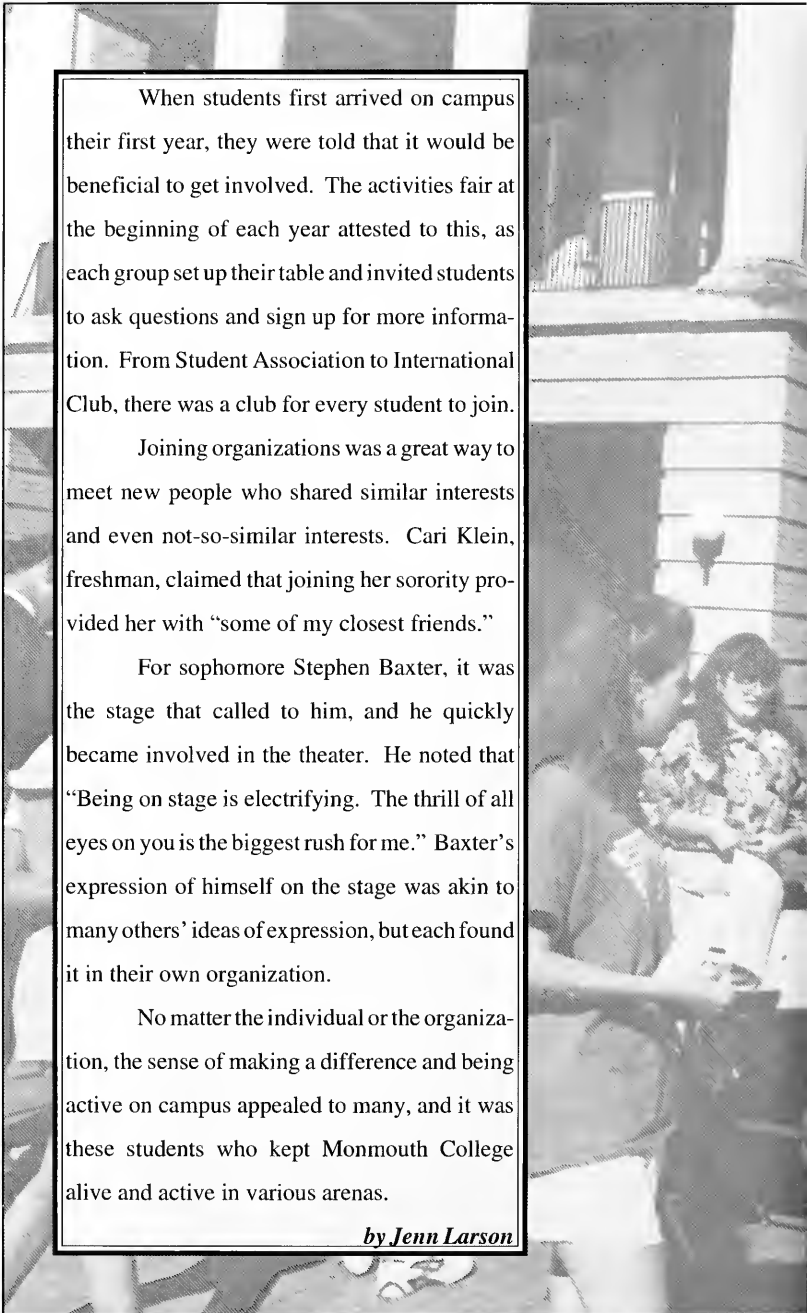 When students first arrived on campus
their first year, they were told that it would be
beneficial to get involved. The activities fair at
the beginning of each year attested to this, as
each group set up their table and invited students
to ask questions and sign up for more informa-
tion. From Student Association to International
Club, there was a club for every student to join.
Joining organizations was a great way to
meet new people who shared similar interests
and even not-so-similar interests. Cari Klein,
freshman, claimed that joining her sorority pro-
vided her with “some of my closest friends.”
For sophomore Stephen Baxter, it was
the stage that called to him, and he quickly
became involved in the theater. He noted that
“Being on stage is electrifying. The thrill of all
eyes on you is the biggest rush for me.” Baxter’s
expression of himself on the stage was akin to
many others’ ideas of expression, but each found
it in their own organization.
No matter the individual or the organiza-
tion, the sense of making a difference and being
active on campus appealed to many, and it was
these students who kept Monmouth College
alive and active in various arenas.
by Jenn Larson